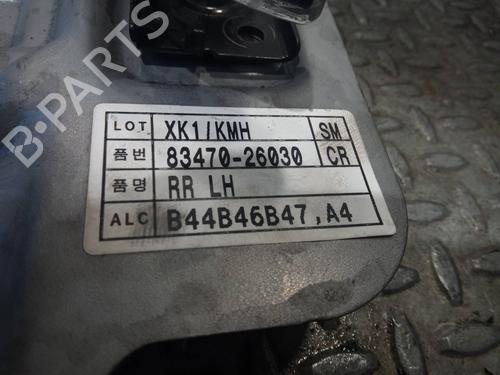 B-PARTS
LOT XK1/KMH SM
품번 83470-26030 CR
품명 RR LH
ALC B44B46B47,A4